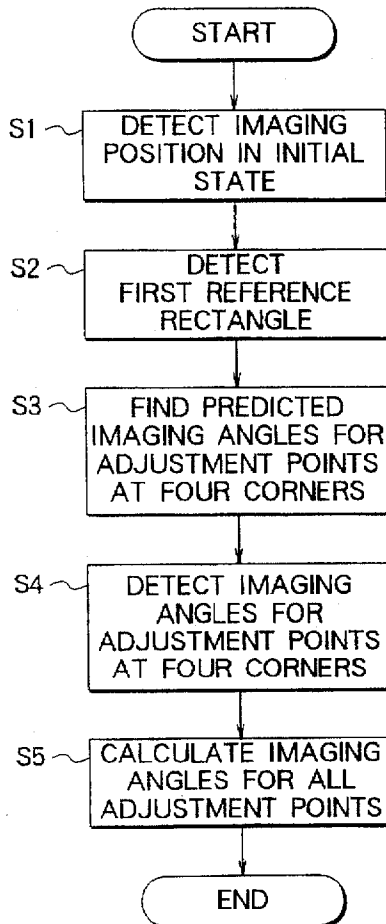 START
S1
DETECT IMAGING
POSITION IN INITIAL
STATE
S2
DETECT
FIRST REFERENCE
RECTANGLE
S3
FIND PREDICTED
IMAGING ANGLES FOR
ADJUSTMENT POINTS
AT FOUR CORNERS
S4
DETECT IMAGING
ANGLES FOR
ADJUSTMENT POINTS
AT FOUR CORNERS
S5
CALCULATE IMAGING
ANGLES FOR ALL
ADJUSTMENT POINTS
END